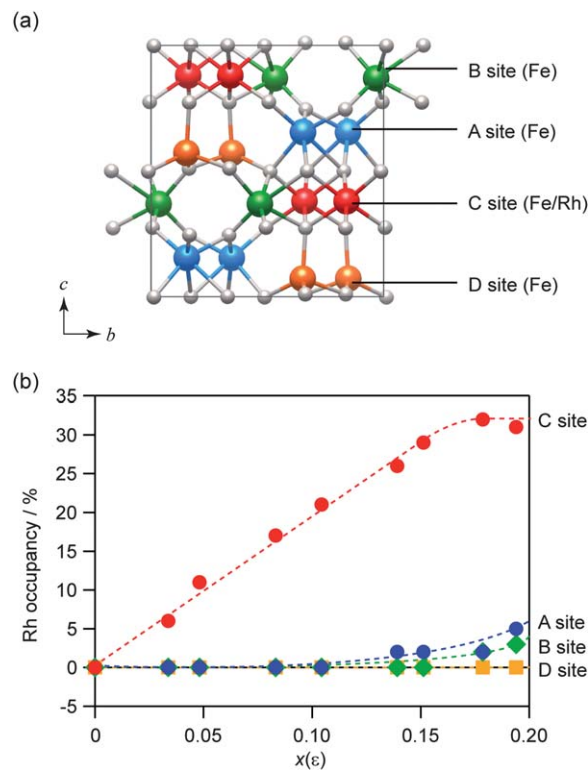 (a)
B site (Fe)
A site (Fe)
C site (Fe/Rh)
D site (Fe)
c
b
(b)
35
30
25
20
15
10
5
0
-5
Rh occupancy / %
C site
A site
B site
D site
0
0.05
0.10
0.15
0.20
x(ε)